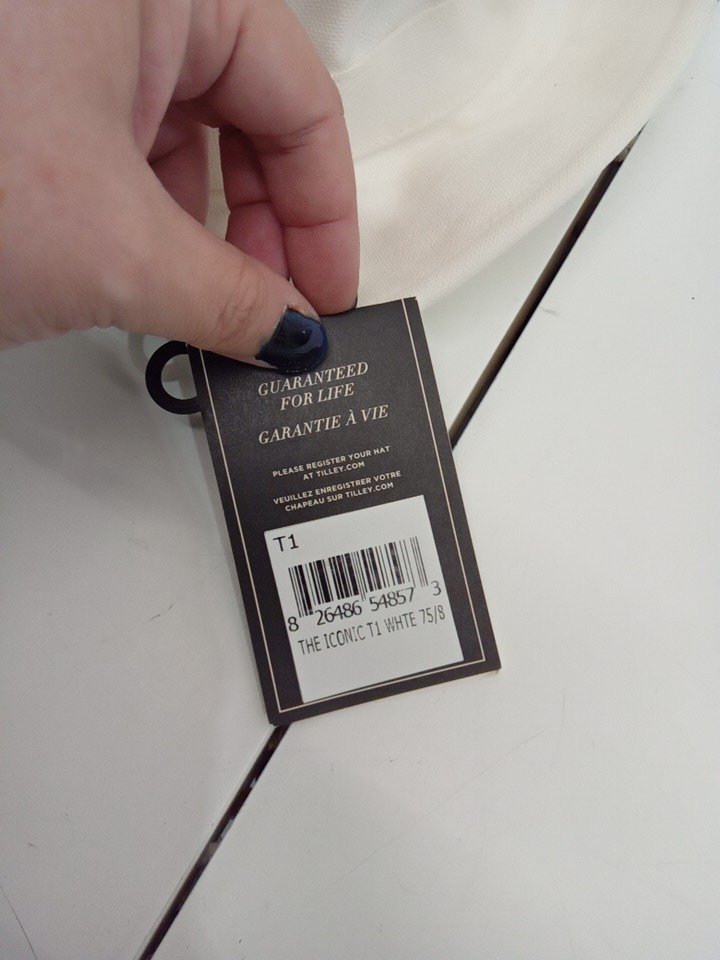 GUARANTEED
FOR LIFE
GARANTIE À VIE
PLEASE REGISTER YOUR HAT
AT TILLEY.COM
VEUILLEZ ENREGISTRER VOTRE
CHAPEAU SUR TILLEY.COM
T1
8 26486 54857 3
THE ICONIC T1 WHTE 75/8